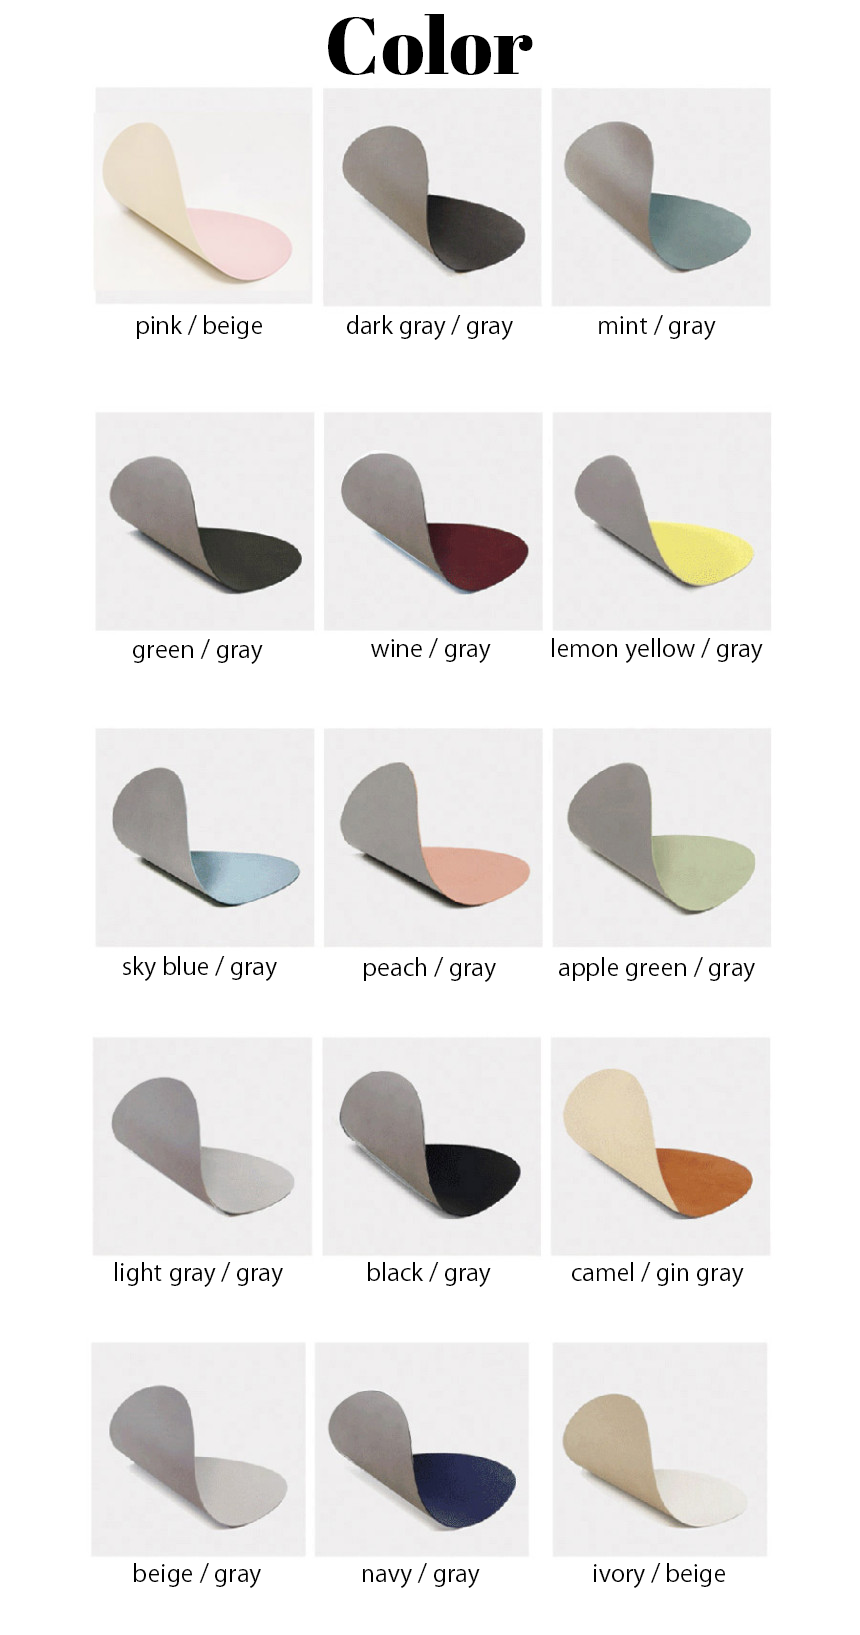 Color
pink / beige
dark gray / gray
mint / gray
green / gray
wine / gray
lemon yellow / gray
sky blue / gray
peach / gray
apple green / gray
light gray / gray
black / gray
camel / gin gray
beige / gray
navy / gray
ivory / beige